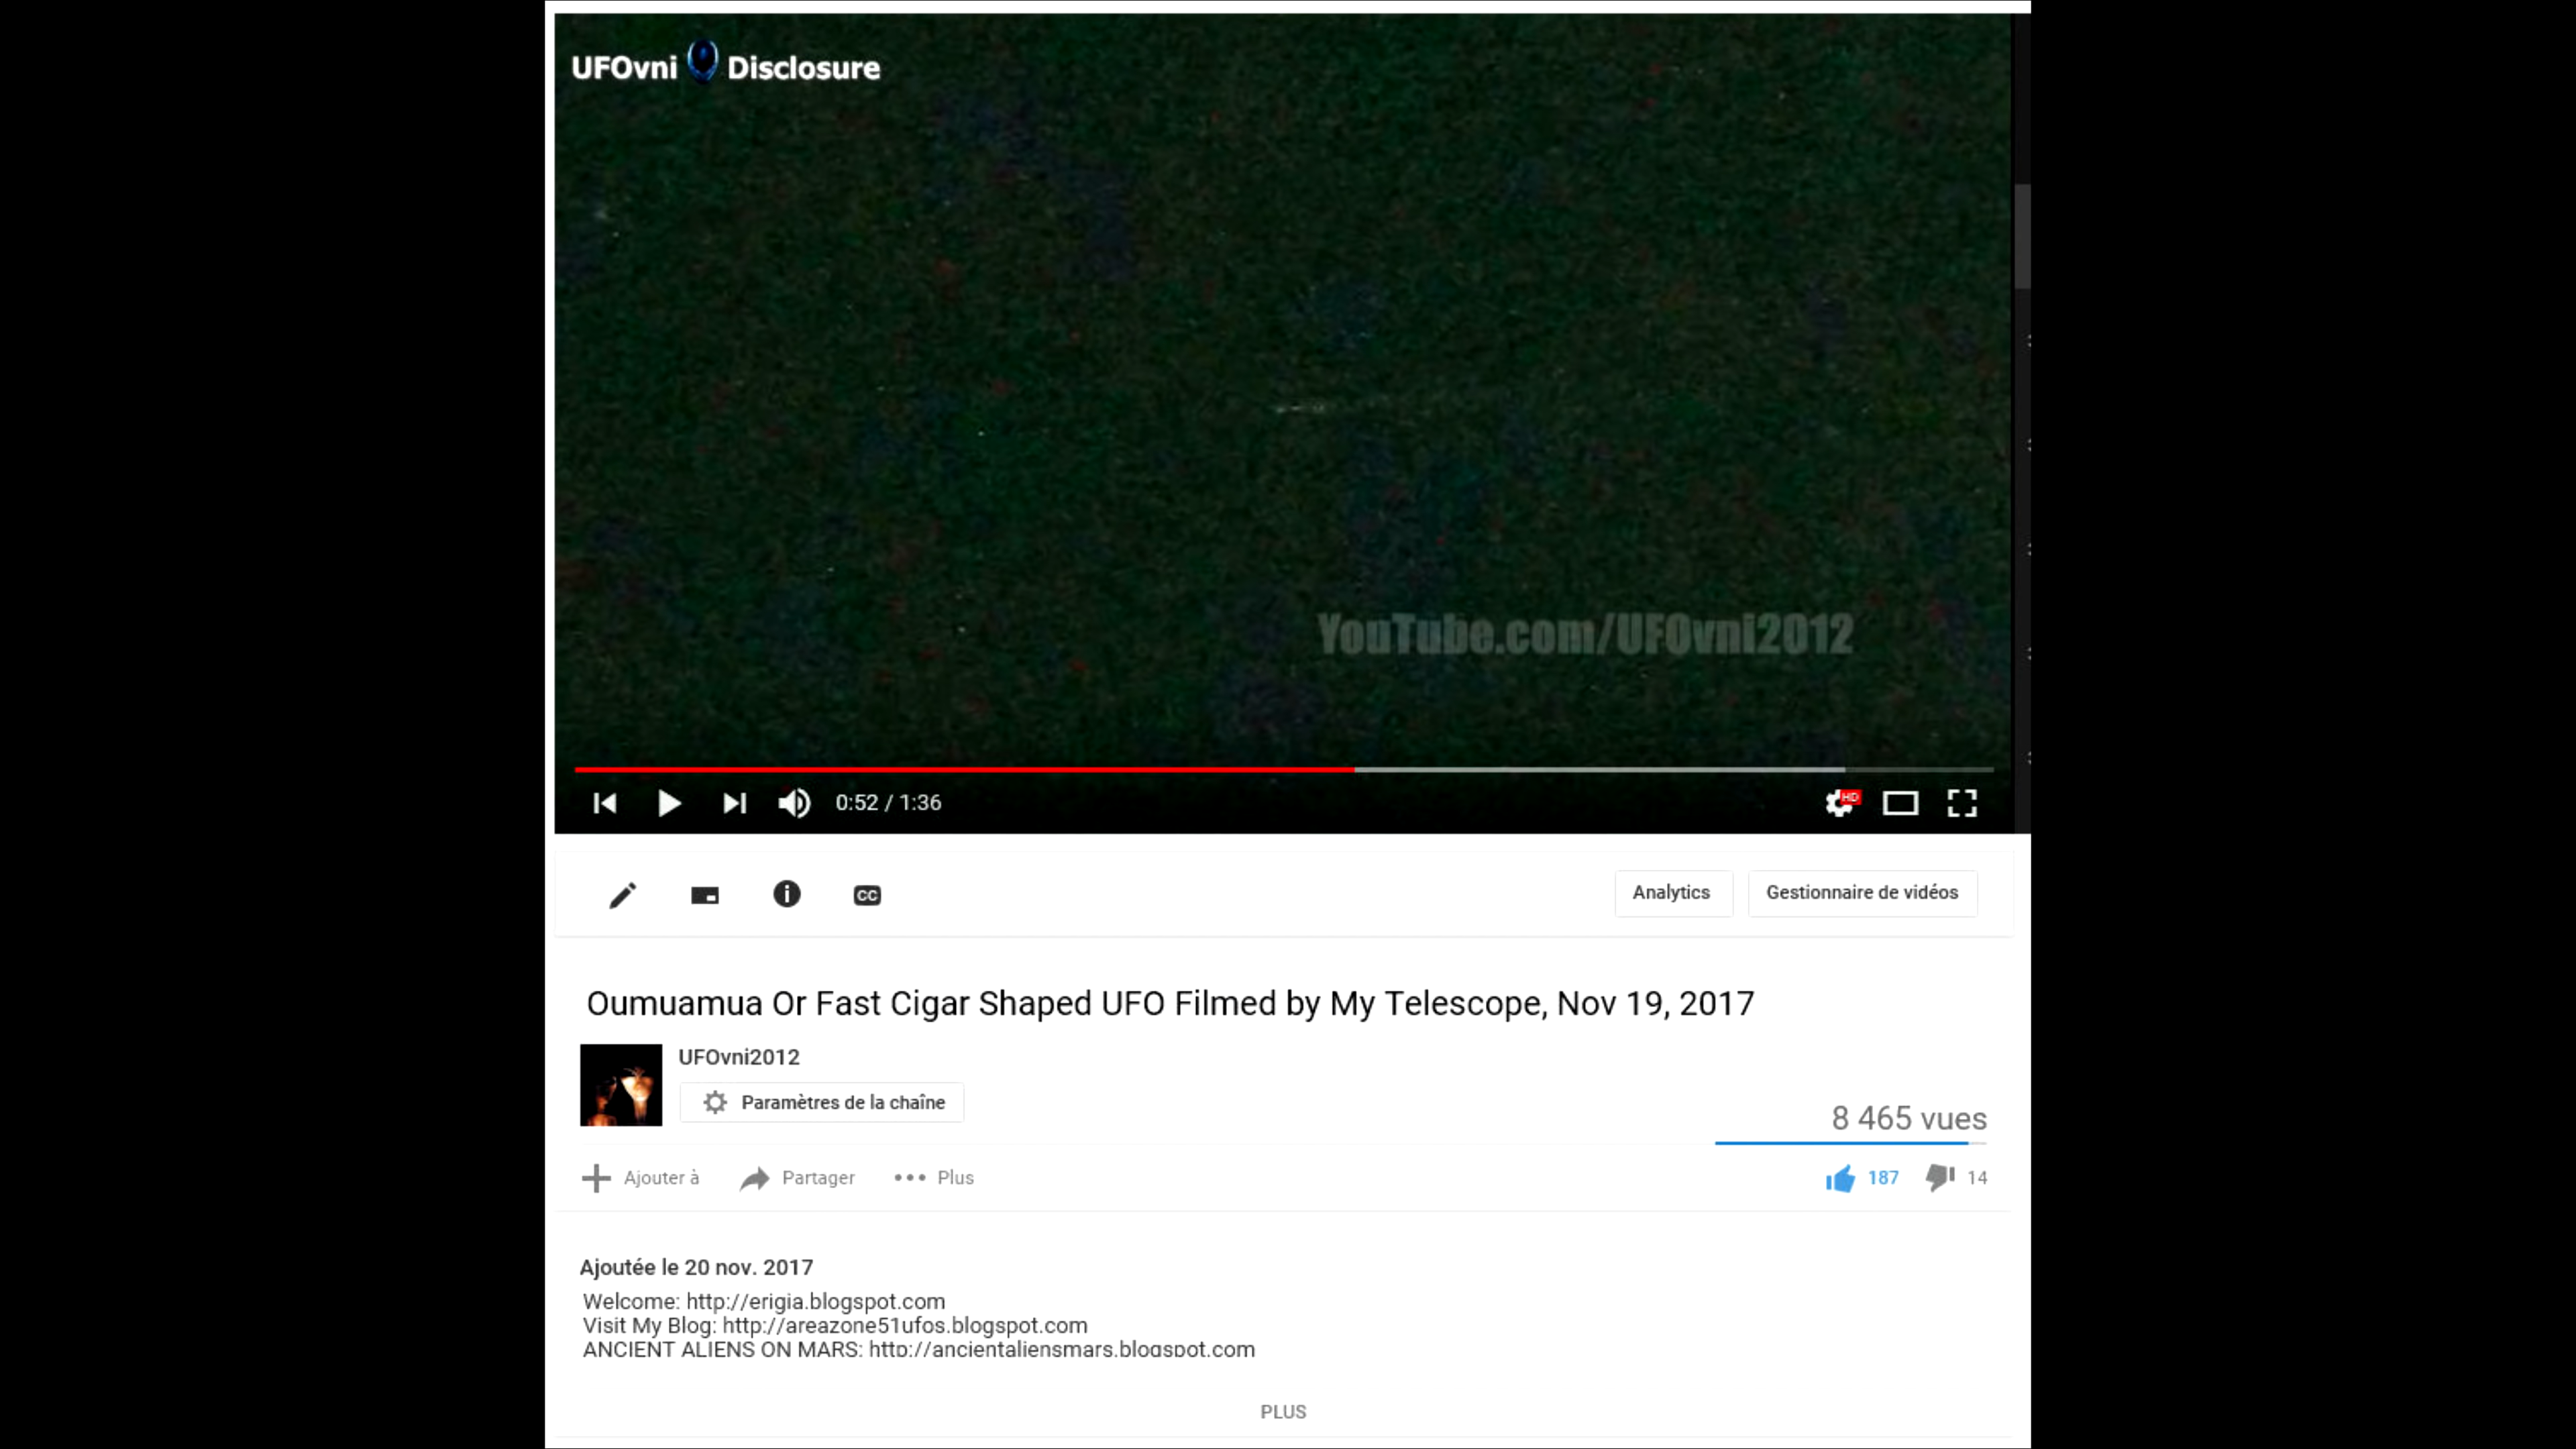 UFOvni Disclosure
YouTube.com/UFOvni2012
0:52 / 1:36
HD
CC
Analytics
Gestionnaire de vidéos
Oumuamua Or Fast Cigar Shaped UFO Filmed by My Telescope, Nov 19, 2017
UFOvni2012
Paramètres de la chaîne
8 465 vues
Ajouter à
Partager
Plus
187
14
Ajoutée le 20 nov. 2017
Welcome: http://erigia.blogspot.com
Visit My Blog: http://areazone51ufos.blogspot.com
ANCIENT ALIENS ON MARS: http://ancientaliensmars.blogspot.com
PLUS